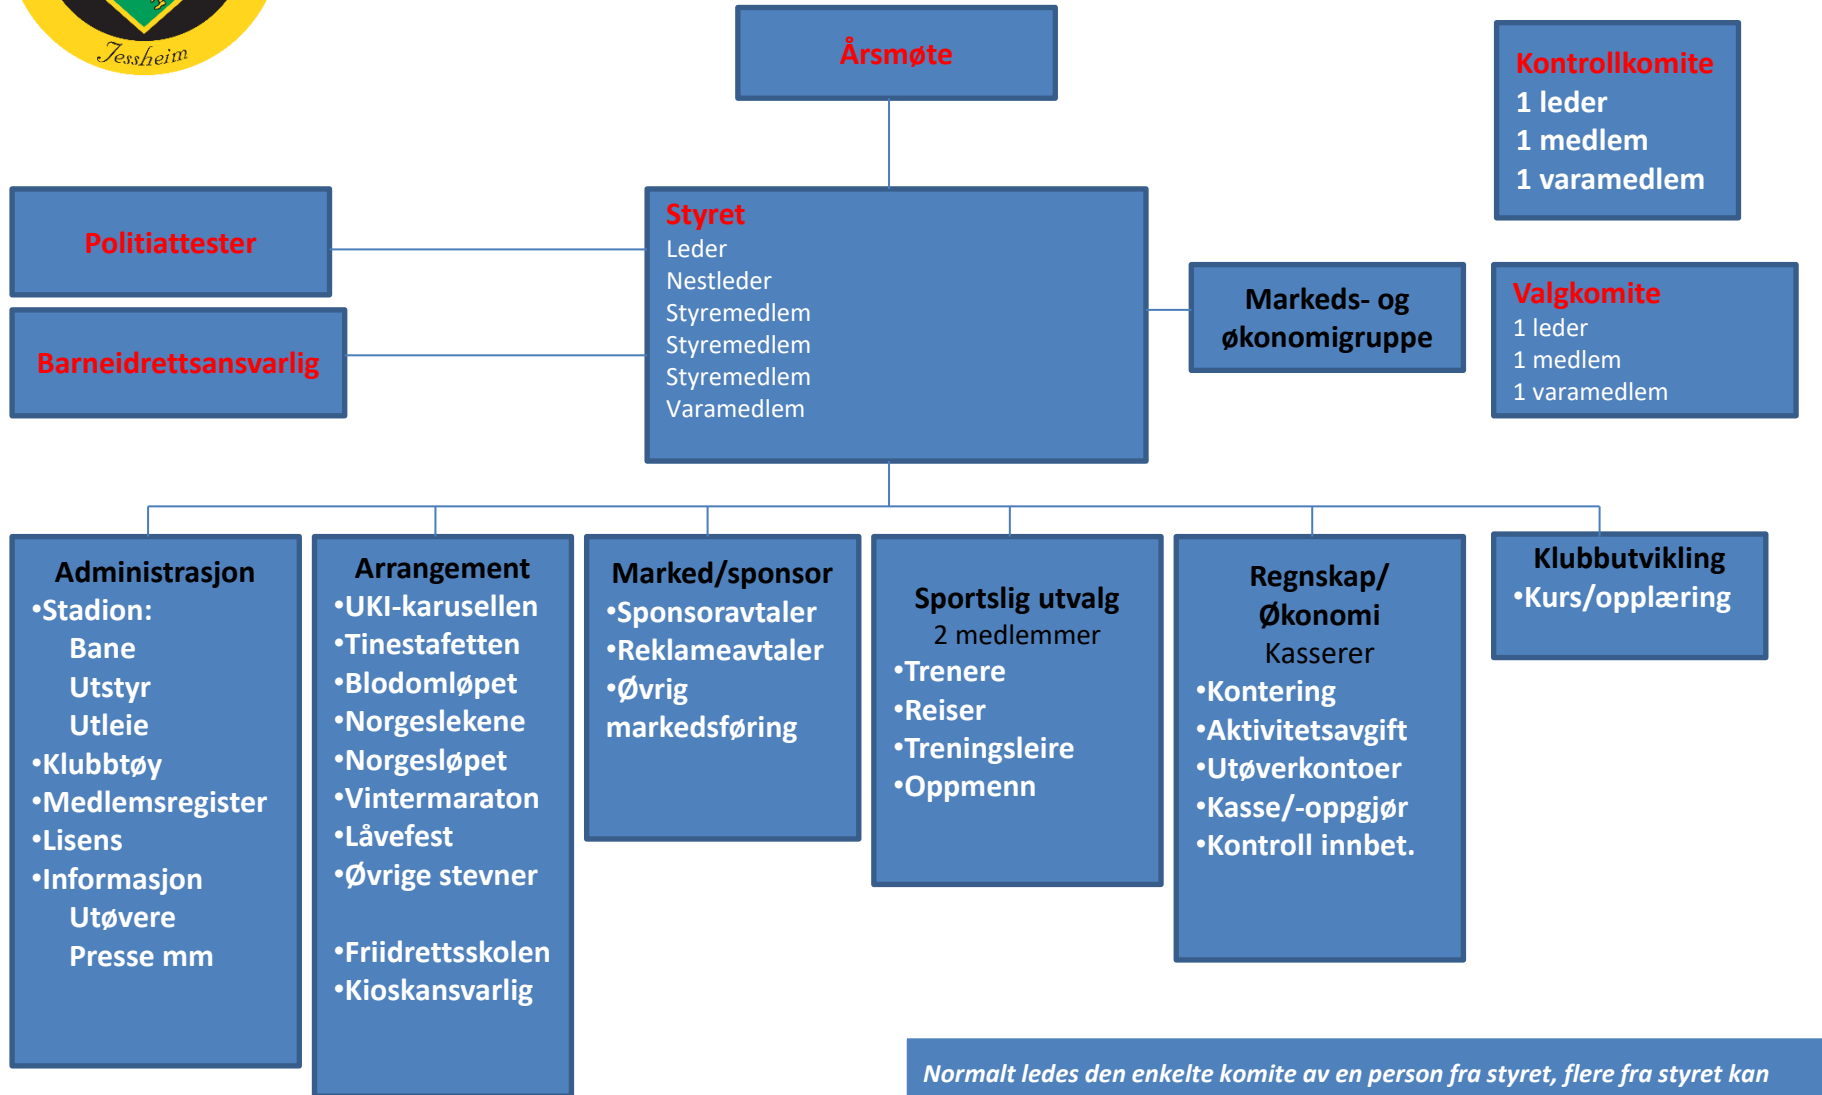 Jessheim
Årsmøte
Kontrollkomite
1 leder
1 medlem
1 varamedlem
Politiattester
Styret
Leder
Nestleder
Styremedlem
Styremedlem
Styremedlem
Varamedlem
Markeds- og
økonomigruppe
Valgkomite
1 leder
1 medlem
1 varamedlem
Barneidrettsansvarlig
Administrasjon
•Stadion:
Bane
Utstyr
Utleie
•Klubbtøy
•Medlemsregister
•Lisens
•Informasjon
Utøvere
Presse mm
Arrangement
•UKI-karusellen
•Tinestafetten
•Blodomløpet
•Norgeslekene
•Norgesløpet
•Vintermaraton
•Låvefest
•Øvrige stevner
•Friidrettsskolen
•Kioskansvarlig
Marked/sponsor
•Sponsoravtaler
•Reklameavtaler
•Øvrig
markedsføring
Sportslig utvalg
2 medlemmer
•Trenere
•Reiser
•Treningsleire
•Oppmenn
Regnskap/
Økonomi
Kasserer
•Kontering
•Aktivitetsavgift
•Utøverkontoer
•Kasse/-oppgjør
•Kontroll innbet.
Klubbutvikling
•Kurs/opplæring
Normalt ledes den enkelte komite av en person fra styret, flere fra styret kan